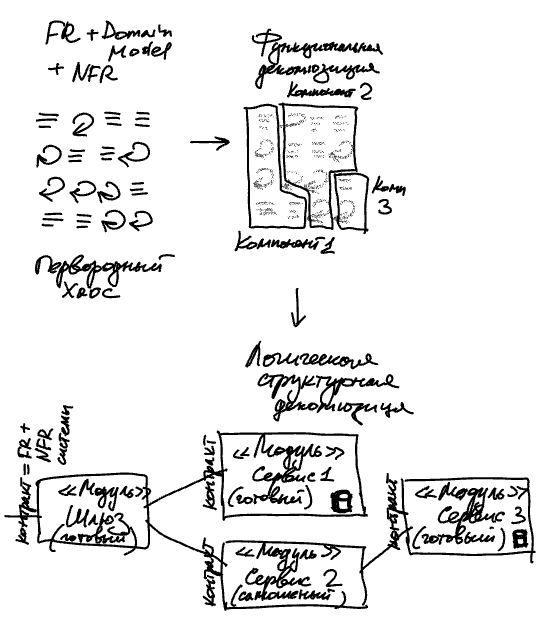 FR + Domain
Model
+ NFR
Функциональная
декомпозиция
Компонент 2
Комп
3
Компонент 1
Первородный
Хаос
Логическая
структурная
декомпозиция
контракт = FR +
NFR
системы
<<Модуль>>
Шлюз
(готовый)
контракт
<<Модуль>>
Сервис 1
(готовый)
контракт
<<Модуль>>
Сервис 2
(самописный)
контракт
<<Модуль>>
Сервис 3
(готовый)